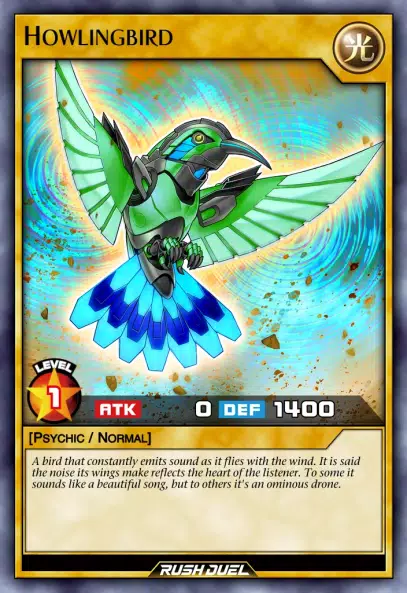 HOWLINGBIRD
光
LEVEL
1
ATK 0 DEF 1400
[PSYCHIC / NORMAL]
A bird that constantly emits sound as it flies with the wind. It is said
the noise its wings make reflects the heart of the listener. To some it
sounds like a beautiful song, but to others it's an ominous drone.
RUSH DUEL